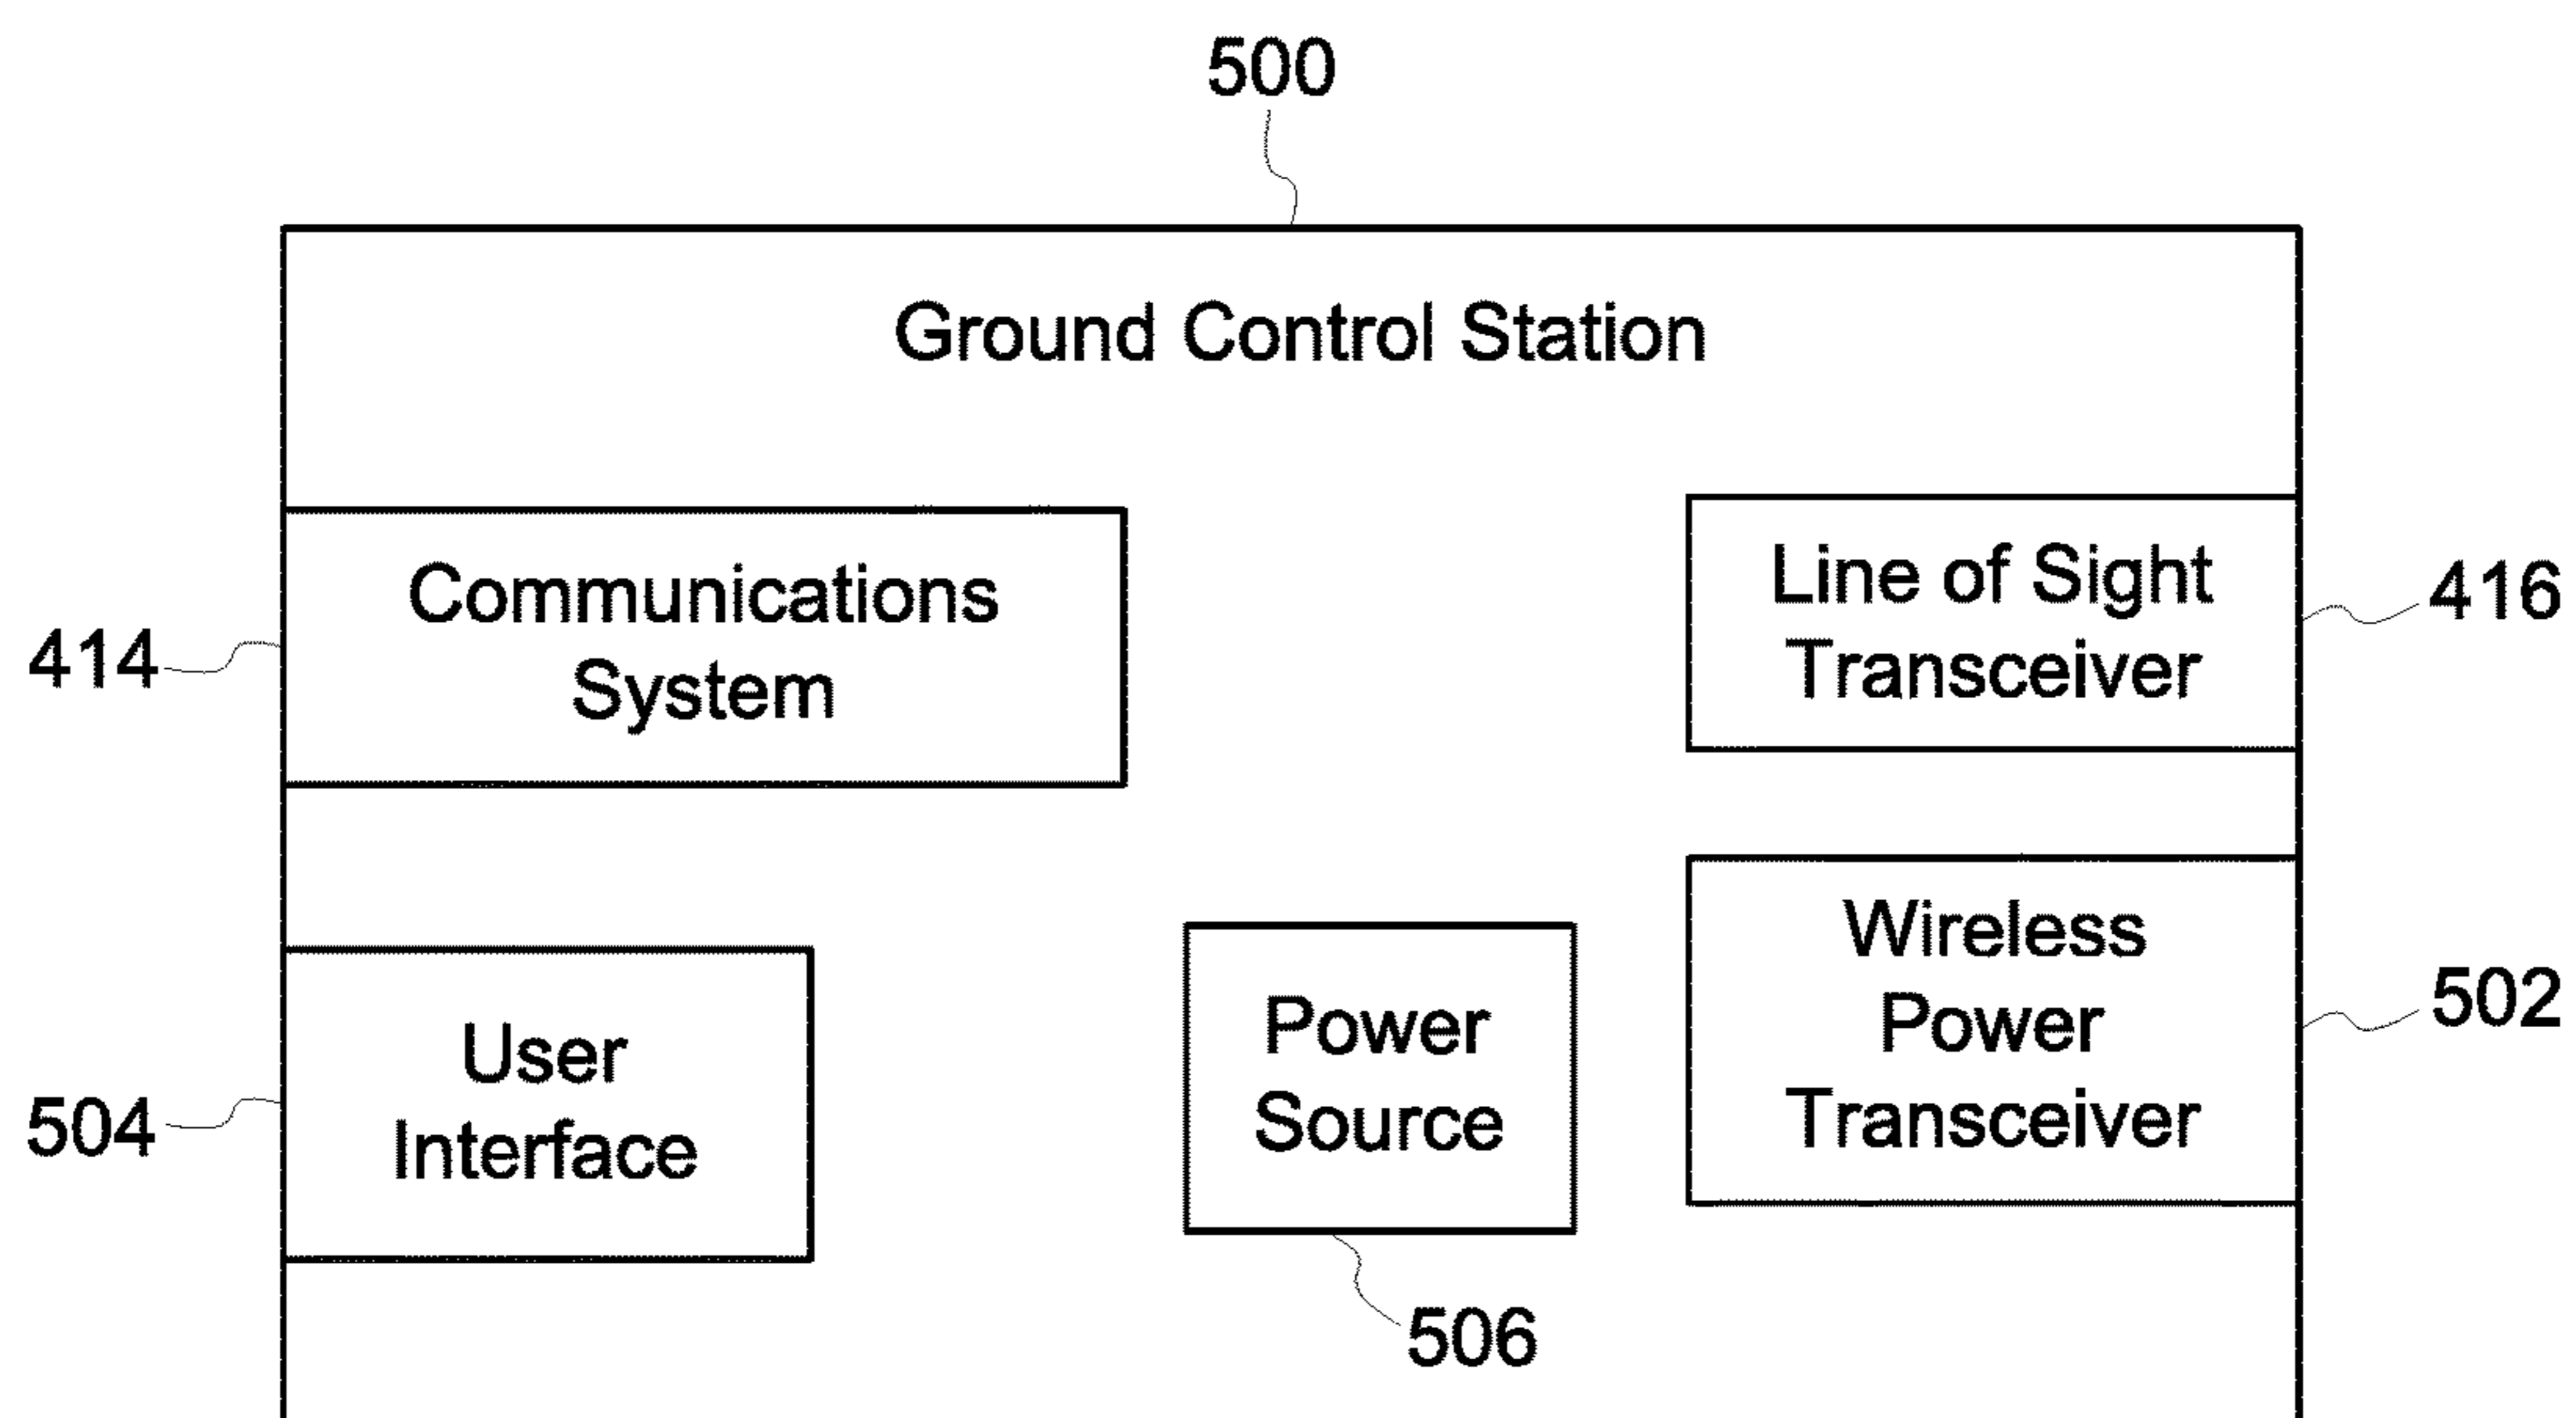 500
Ground Control Station
Communications
System
414
Line of Sight
Transceiver
416
User
Interface
504
Power
Source
506
Wireless
Power
Transceiver
502